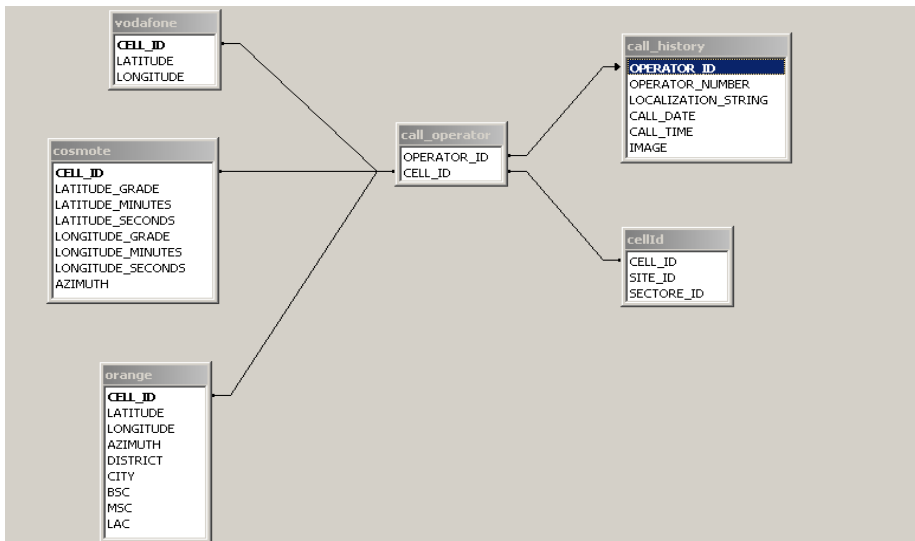 vodafone
CELL_ID
LATITUDE
LONGITUDE
cosmote
CELL_ID
LATITUDE_GRADE
LATITUDE_MINUTES
LATITUDE_SECONDS
LONGITUDE_GRADE
LONGITUDE_MINUTES
LONGITUDE_SECONDS
AZIMUTH
orange
CELL_ID
LATITUDE
LONGITUDE
AZIMUTH
DISTRICT
CITY
BSC
MSC
LAC
call_operator
OPERATOR_ID
CELL_ID
call_history
OPERATOR_ID
OPERATOR_NUMBER
LOCALIZATION_STRING
CALL_DATE
CALL_TIME
IMAGE
cellId
CELL_ID
SITE_ID
SECTORE_ID